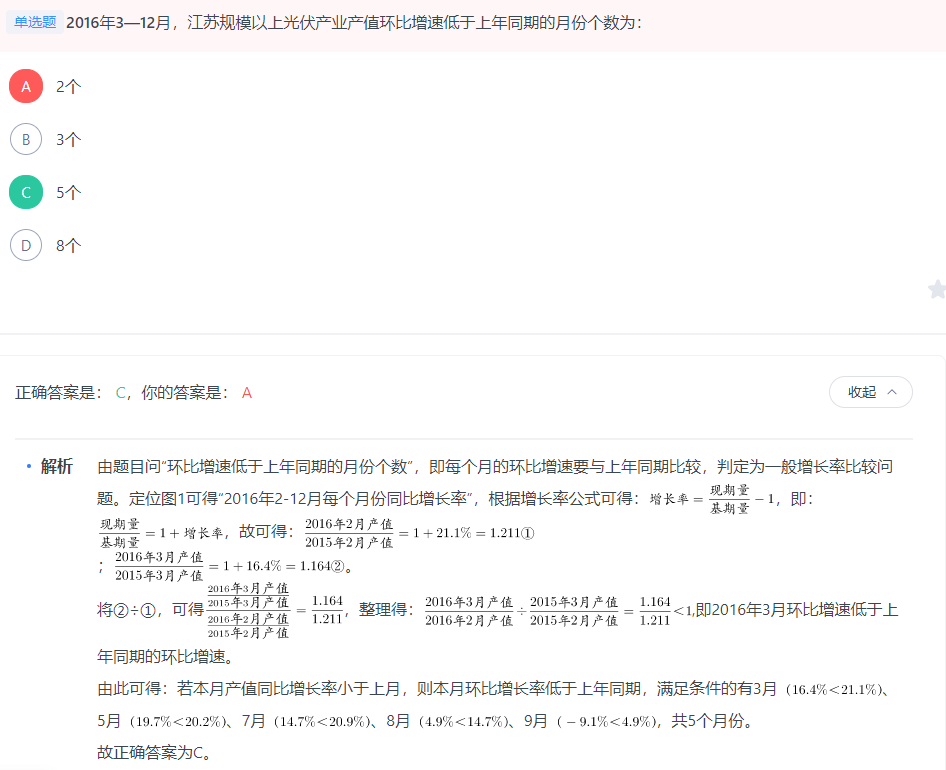 单选题 2016年3—12月，江苏规模以上光伏产业产值环比增速低于上年同期的月份个数为：
A 2个
B 3个
C 5个
D 8个
正确答案是： C，你的答案是： A 收起
• 解析 由题目问“环比增速低于上年同期的月份个数”，即每个月的环比增速要与上年同期比较，判定为一般增长率比较问
题。定位图1可得“2016年2-12月每个月份同比增长率”，根据增长率公式可得：增长率=现期量/基期量−1，即：
现期量/基期量=1+增长率，故可得：2016年2月产值/2015年2月产值=1+21.1%=1.211①
；2016年3月产值/2015年3月产值=1+16.4%=1.164②。
将②÷①，可得(2016年3月产值/2015年3月产值)/(2016年2月产值/2015年2月产值)=1.164/1.211，整理得：2016年3月产值/2016年2月产值÷2015年3月产值/2015年2月产值=1.164/1.211<1,即2016年3月环比增速低于上
年同期的环比增速。
由此可得：若本月产值同比增长率小于上月，则本月环比增长率低于上年同期，满足条件的有3月（16.4%<21.1%）、
5月（19.7%<20.2%）、7月（14.7%<20.9%）、8月（4.9%<14.7%）、9月（−9.1%<4.9%），共5个月份。
故正确答案为C。